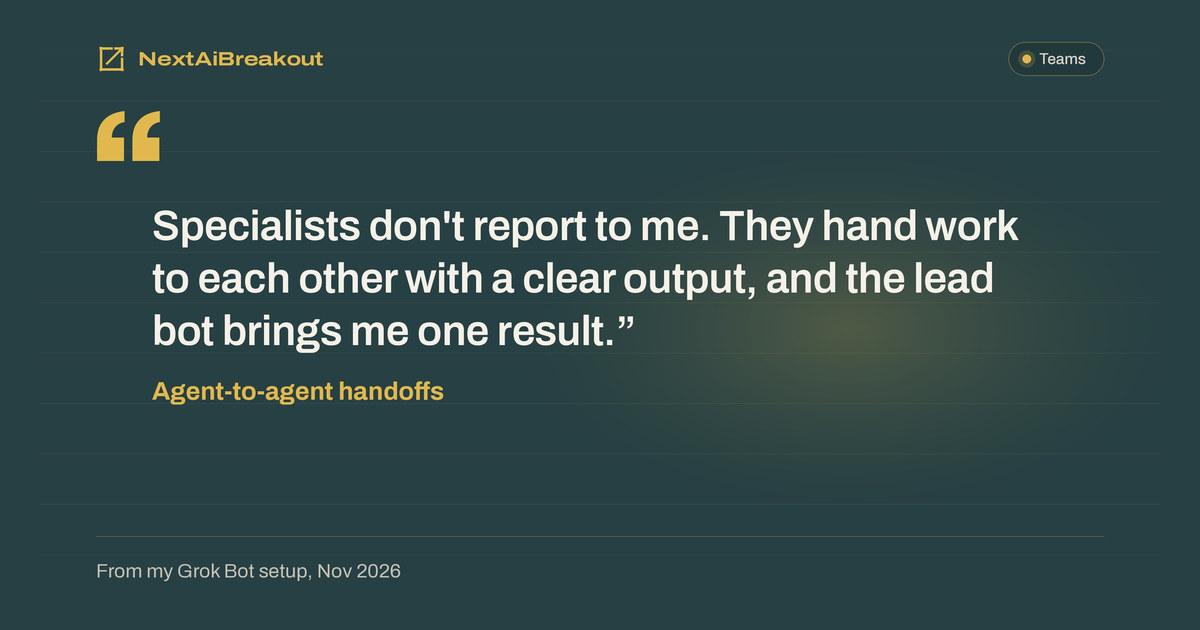 NextAiBreakout
Teams
“
Specialists don't report to me. They hand work
to each other with a clear output, and the lead
bot brings me one result.”
Agent-to-agent handoffs
From my Grok Bot setup, Nov 2026